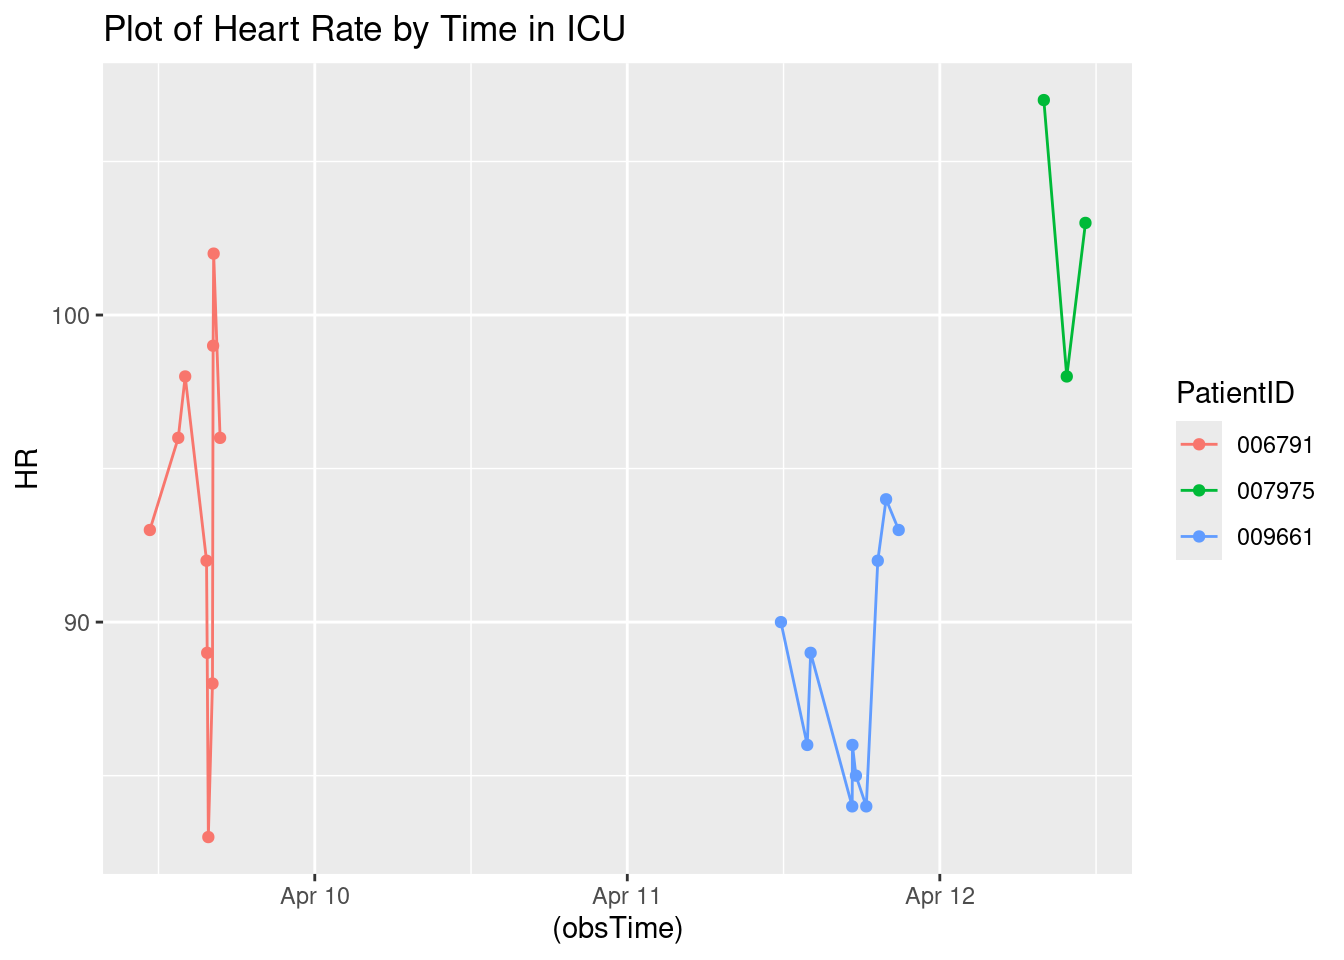 Plot of Heart Rate by Time in ICU
HR
100
90
Apr 10
Apr 11
Apr 12
(obsTime)
PatientID
006791
007975
009661